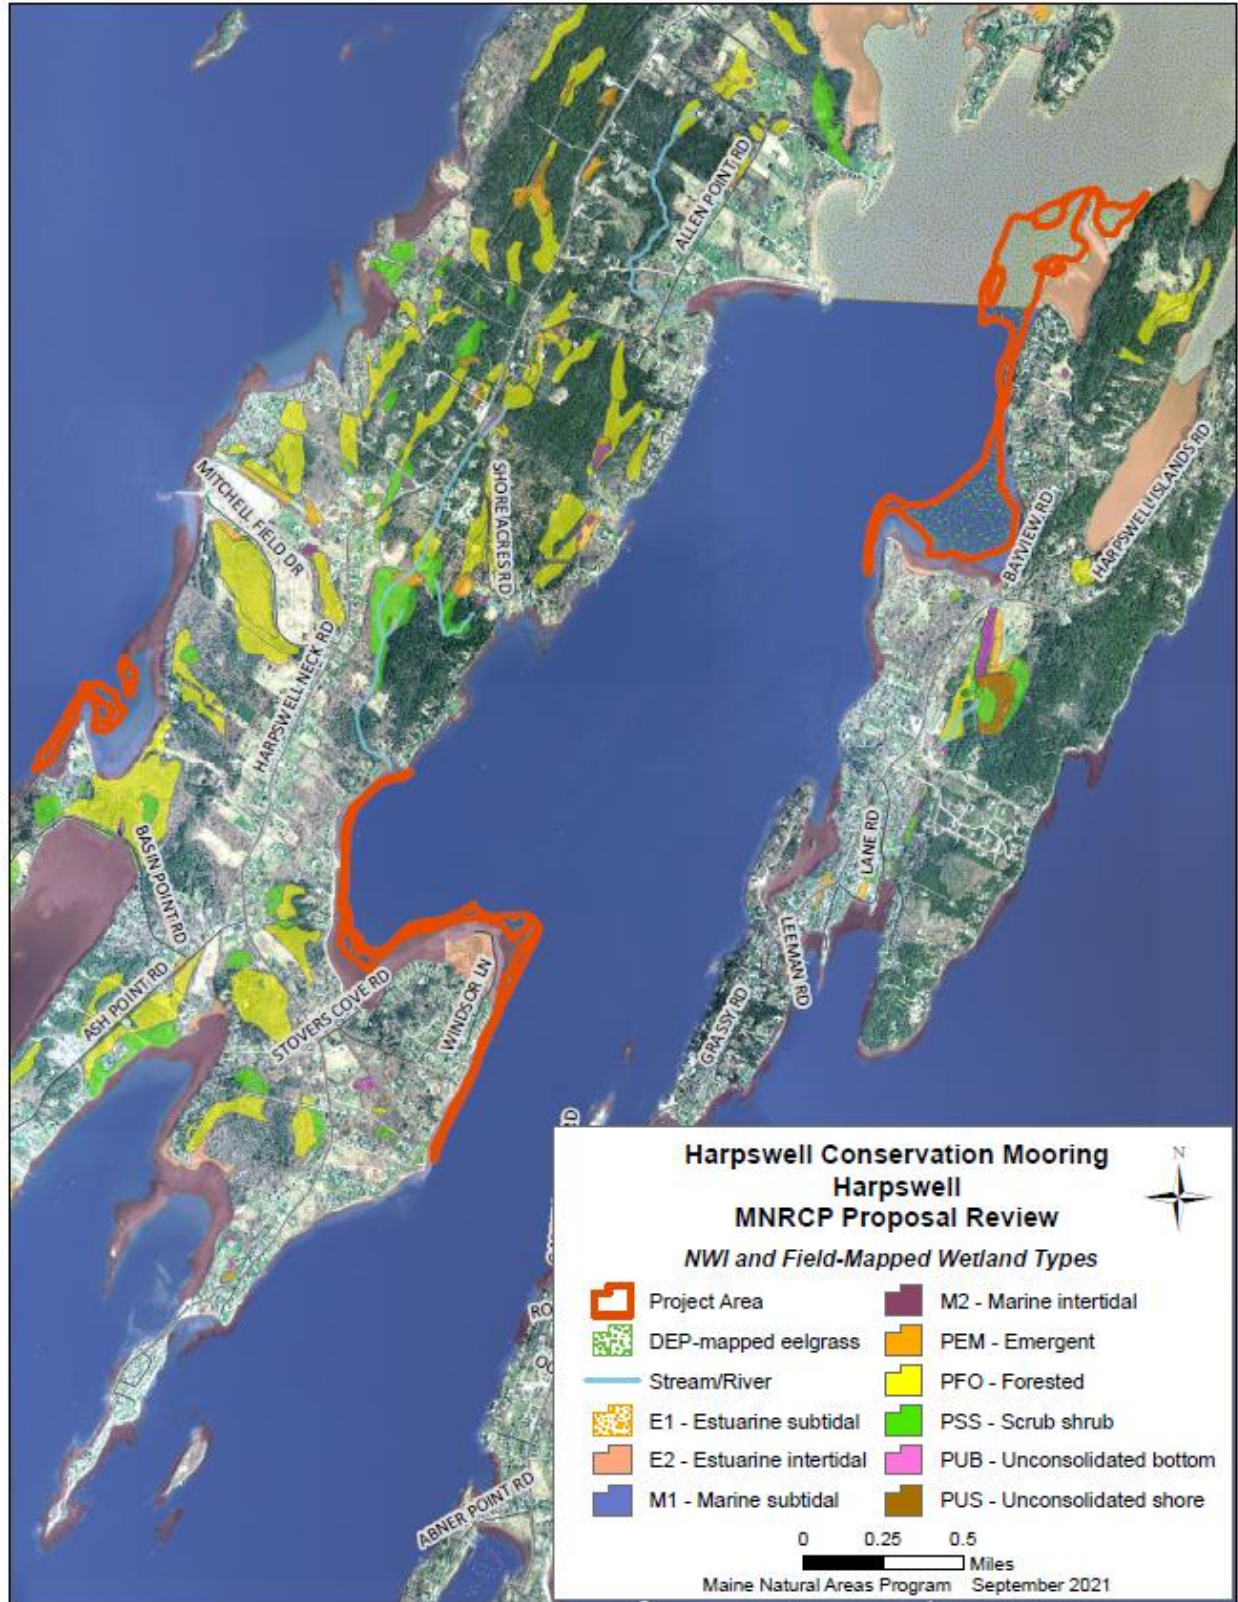 ALLEN POINT RD
MITCHELL FIELD DR
SHORE ACRES RD
BAYVIEW RD
HARPSWELL ISLANDS RD
HARPSWELL NECK RD
BASIN POINT RD
LANE RD
LEEMAN RD
ASH POINT RD
STOVERS COVE RD
WINDSOR LN
GRASSY RD
RD
RO
ABNER POINT RD
Harpswell Conservation Mooring
Harpswell
MNRCP Proposal Review
N
NWI and Field-Mapped Wetland Types
Project Area
DEP-mapped eelgrass
Stream/River
E1 - Estuarine subtidal
E2 - Estuarine intertidal
M1 - Marine subtidal
M2 - Marine intertidal
PEM - Emergent
PFO - Forested
PSS - Scrub shrub
PUB - Unconsolidated bottom
PUS - Unconsolidated shore
0 0.25 0.5
Miles
Maine Natural Areas Program September 2021